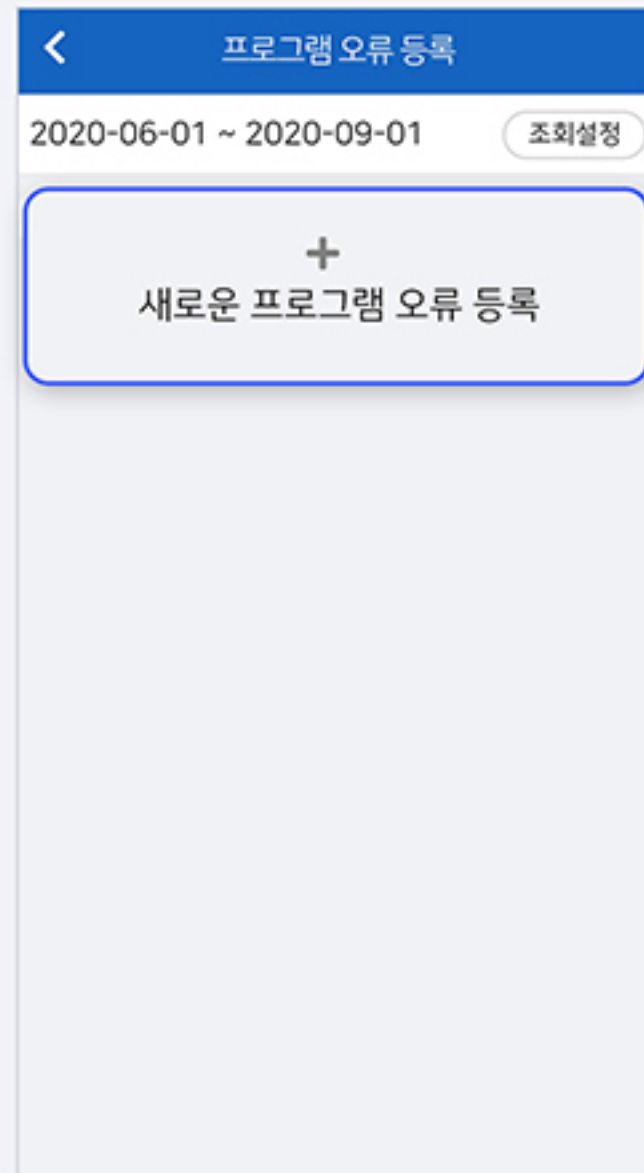 프로그램 오류 등록
2020-06-01 ~ 2020-09-01 조회설정
+
새로운 프로그램 오류 등록